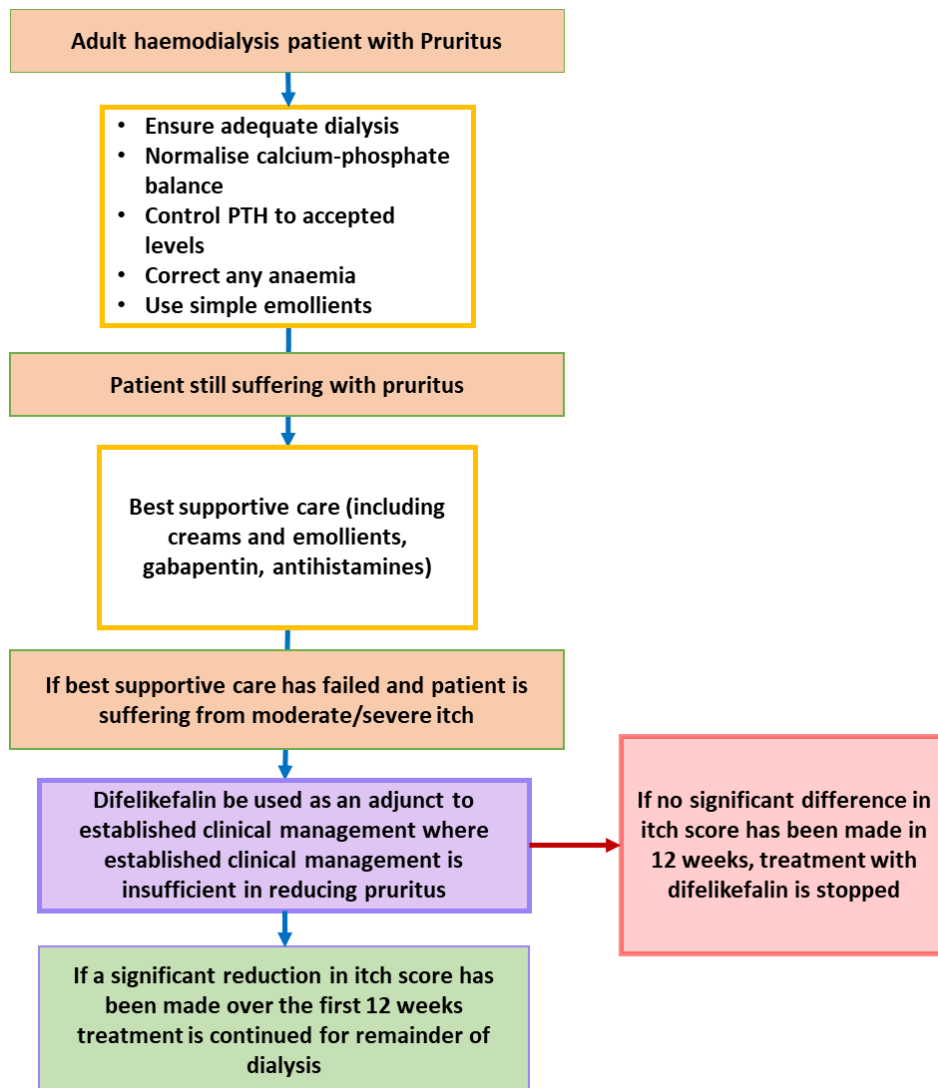 Adult haemodialysis patient with Pruritus
• Ensure adequate dialysis
• Normalise calcium-phosphate
balance
• Control PTH to accepted
levels
• Correct any anaemia
• Use simple emollients
Patient still suffering with pruritus
Best supportive care (including
creams and emollients,
gabapentin, antihistamines)
If best supportive care has failed and patient is
suffering from moderate/severe itch
Difelikefalin be used as an adjunct to
established clinical management where
established clinical management is
insufficient in reducing pruritus
If no significant difference in
itch score has been made in
12 weeks, treatment with
difelikefalin is stopped
If a significant reduction in itch score has
been made over the first 12 weeks
treatment is continued for remainder of
dialysis